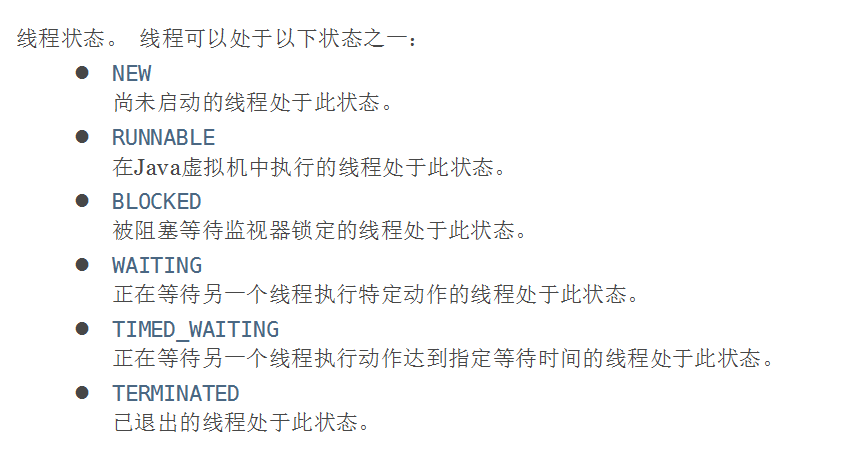 线程状态。 线程可以处于以下状态之一:
● NEW
尚未启动的线程处于此状态。
● RUNNABLE
在Java虚拟机中执行的线程处于此状态。
● BLOCKED
被阻塞等待监视器锁定的线程处于此状态。
● WAITING
正在等待另一个线程执行特定动作的线程处于此状态。
● TIMED_WAITING
正在等待另一个线程执行动作达到指定等待时间的线程处于此状态。
● TERMINATED
已退出的线程处于此状态。